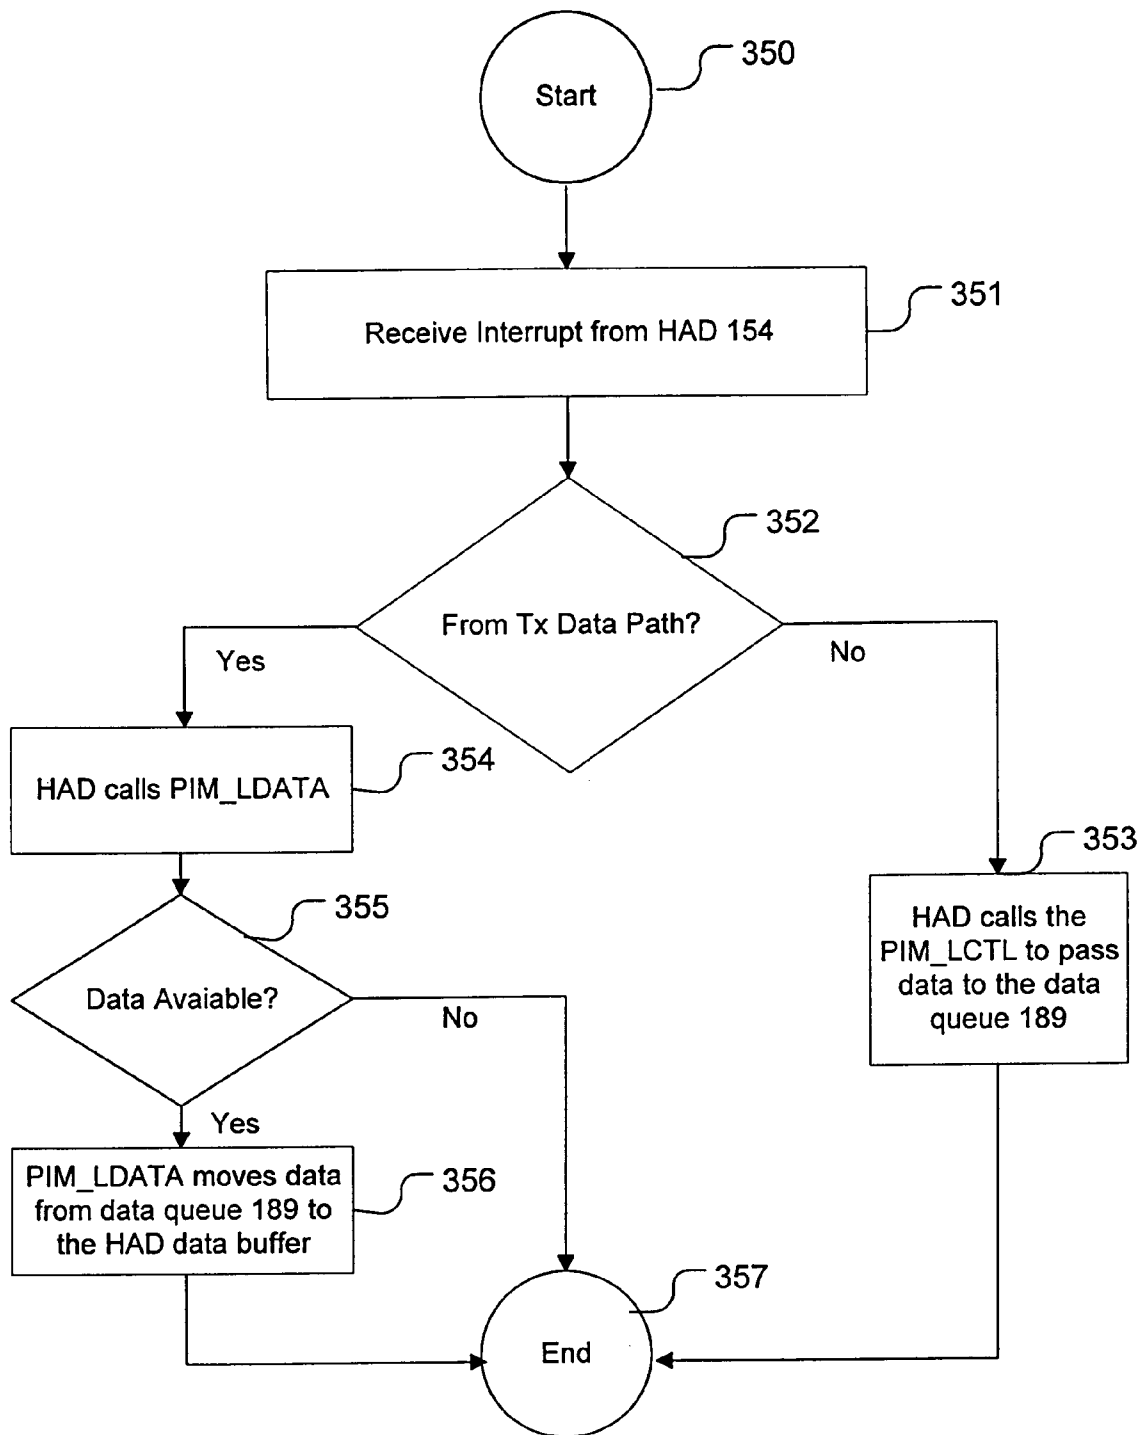 350
Start
351
Receive Interrupt from HAD 154
352
From Tx Data Path?
Yes
No
354
HAD calls PIM_LDATA
353
HAD calls the
PIM_LCTL to pass
data to the data
queue 189
355
Data Avaiable?
No
Yes
PIM_LDATA moves data
from data queue 189 to
the HAD data buffer
356
357
End